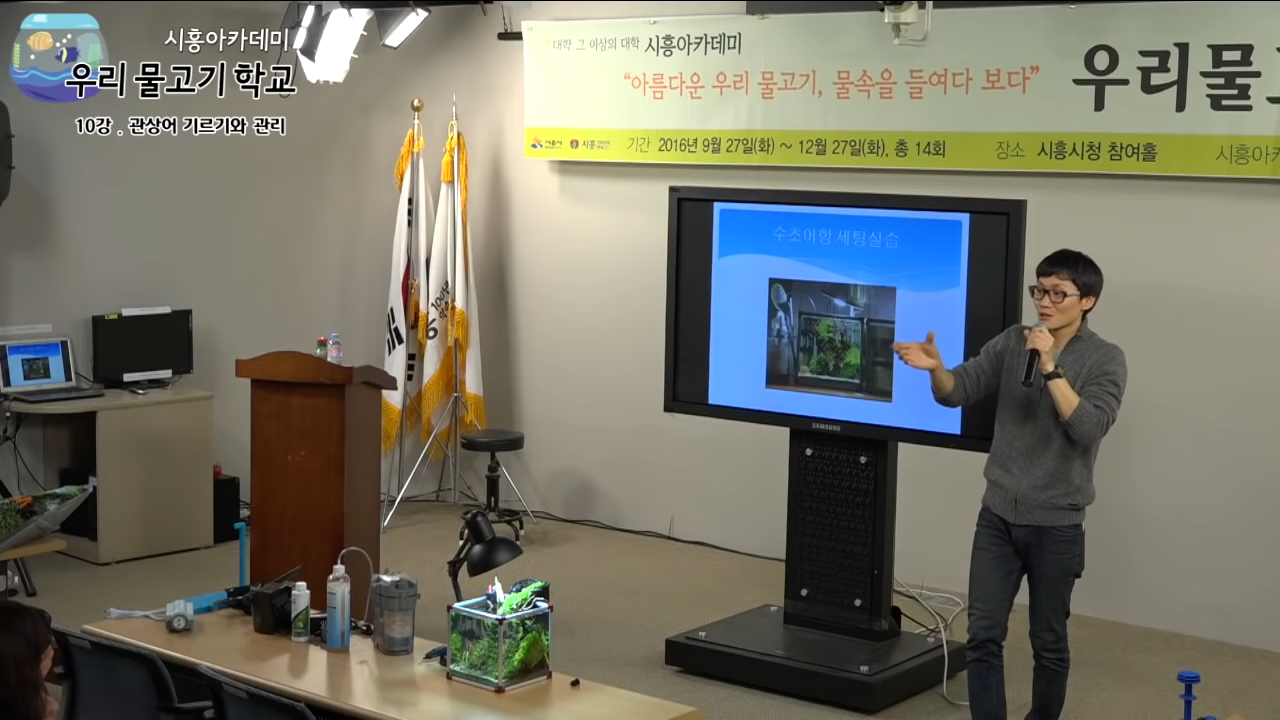 시흥아카데미
우리 물고기 학교
10강 . 관상어 기르기와 관리
대학 그 이상의 대학 시흥아카데미
“아름다운 우리 물고기, 물속을 들여다 보다”
우리물
기간 2016년 9월 27일(화) ~ 12월 27일(화), 총 14회
장소 시흥시청 참여홀
시흥아카
수초어항 세팅실습
SAMSUNG